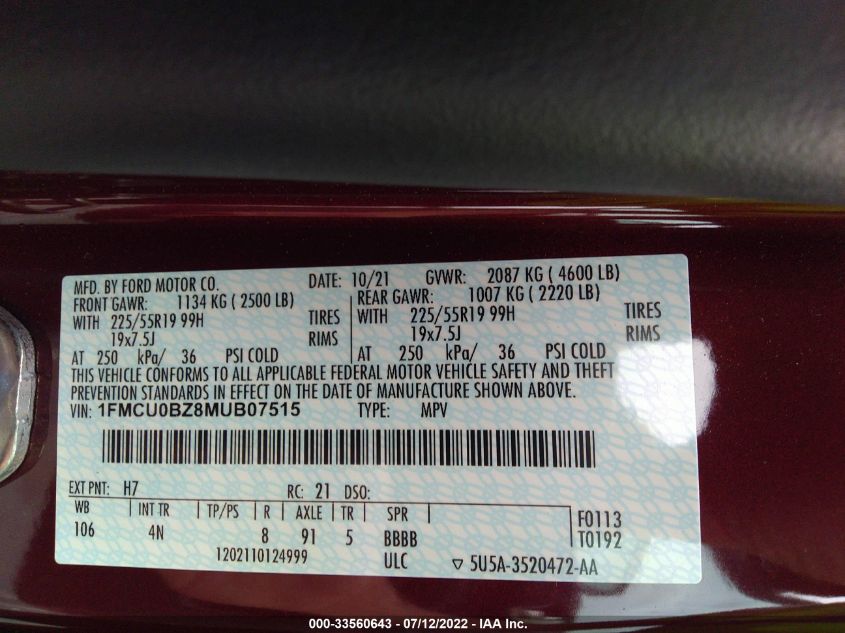 MFD. BY FORD MOTOR CO. DATE: 10/21 GVWR: 2087 KG ( 4600 LB)
FRONT GAWR: 1134 KG ( 2500 LB) REAR GAWR: 1007 KG ( 2220 LB)
WITH 225/55R19 99H TIRES WITH 225/55R19 99H TIRES
19x7.5J RIMS 19x7.5J RIMS
AT 250 kPa/ 36 PSI COLD AT 250 kPa/ 36 PSI COLD
THIS VEHICLE CONFORMS TO ALL APPLICABLE FEDERAL MOTOR VEHICLE SAFETY AND THEFT
PREVENTION STANDARDS IN EFFECT ON THE DATE OF MANUFACTURE SHOWN ABOVE.
VIN: 1FMCU0BZ8MUB07515 TYPE: MPV
EXT PNT: H7 RC: 21 DSO:
WB INT TR TP/PS R AXLE TR SPR F0113
106 4N 8 91 5 BBBB T0192
1202110124999 ULC ▽ 5U5A-3520472-AA
000-33560643 - 07/12/2022 - IAA Inc.